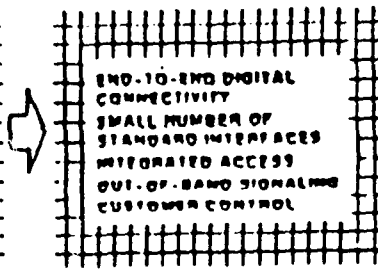 END-TO-END DIGITAL
CONNECTIVITY
SMALL NUMBER OF
STANDARD INTERFACES
INTEGRATED ACCESS
OUT-OF-BAND SIGNALING
CUSTOMER CONTROL